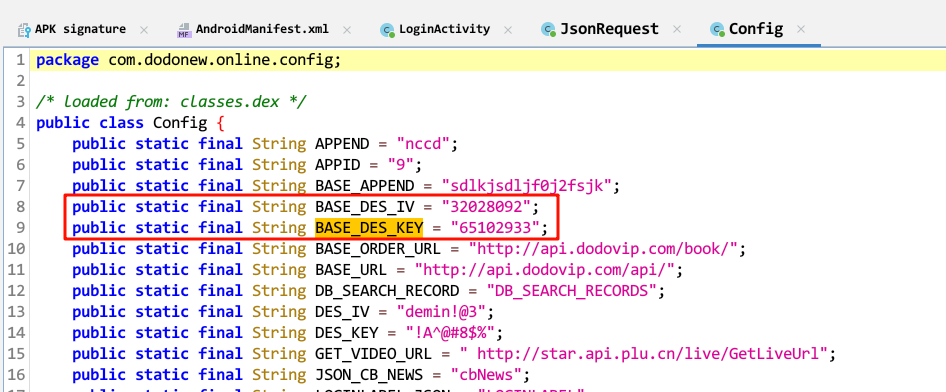 APK signature AndroidManifest.xml LoginActivity JsonRequest Config
1 package com.dodonew.online.config;
2
3 /* loaded from: classes.dex */
4 public class Config {
5 public static final String APPEND = "nccd";
6 public static final String APPID = "9";
7 public static final String BASE_APPEND = "sdlkjsdljf0j2fsjk";
8 public static final String BASE_DES_IV = "32028092";
9 public static final String BASE_DES_KEY = "65102933";
10 public static final String BASE_ORDER_URL = "http://api.dodovip.com/book/";
11 public static final String BASE_URL = "http://api.dodovip.com/api/";
12 public static final String DB_SEARCH_RECORD = "DB_SEARCH_RECORDS";
13 public static final String DES_IV = "demin!@3";
14 public static final String DES_KEY = "!A^@#8$%";
15 public static final String GET_VIDEO_URL = " http://star.api.plu.cn/live/GetLiveUrl";
16 public static final String JSON_CB_NEWS = "cbNews";